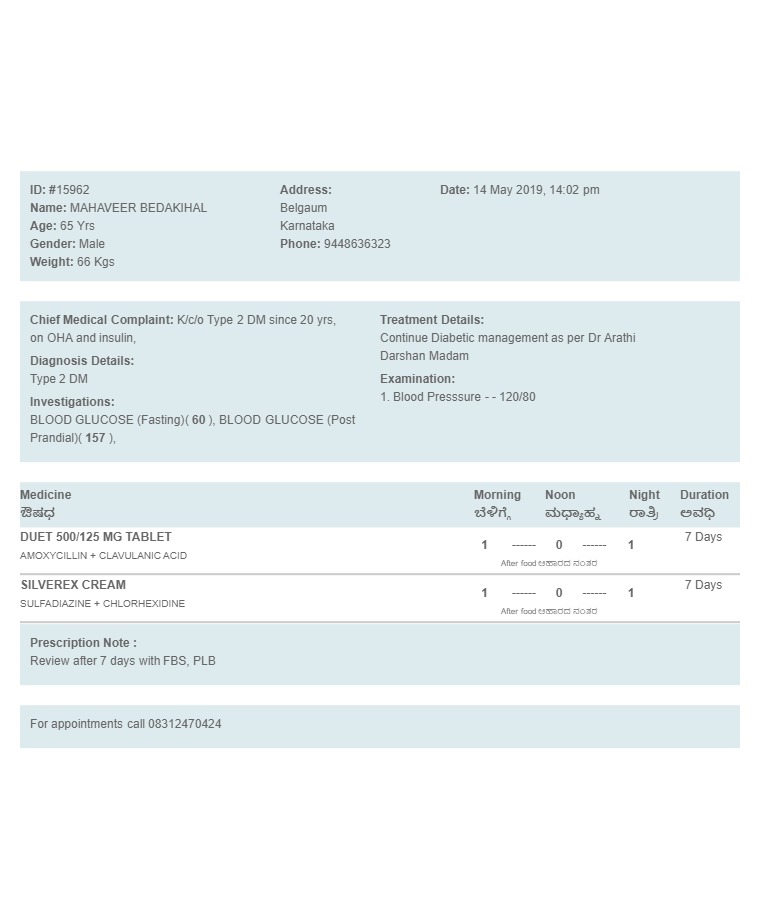 ID: #15962
Name: MAHAVEER BEDAKIHAL
Age: 65 Yrs
Gender: Male
Weight: 66 Kgs
Address:
Belgaum
Karnataka
Phone: 9448636323
Date: 14 May 2019, 14:02 pm
Chief Medical Complaint: K/c/o Type 2 DM since 20 yrs,
on OHA and insulin,
Diagnosis Details:
Type 2 DM
Investigations:
BLOOD GLUCOSE (Fasting)( 60 ), BLOOD GLUCOSE (Post
Prandial)( 157 ),
Treatment Details:
Continue Diabetic management as per Dr Arathi
Darshan Madam
Examination:
1. Blood Presssure - - 120/80
Medicine Morning Noon Night Duration
ಔಷಧ ಬೆಳಿಗ್ಗೆ ಮಧ್ಯಾಹ್ನ ರಾತ್ರಿ ಅವಧಿ
DUET 500/125 MG TABLET 1 ------ 0 ------ 1 7 Days
AMOXYCILLIN + CLAVULANIC ACID
After food ಆಹಾರದ ನಂತರ
SILVEREX CREAM 1 ------ 0 ------ 1 7 Days
SULFADIAZINE + CHLORHEXIDINE
After food ಆಹಾರದ ನಂತರ
Prescription Note :
Review after 7 days with FBS, PLB
For appointments call 08312470424